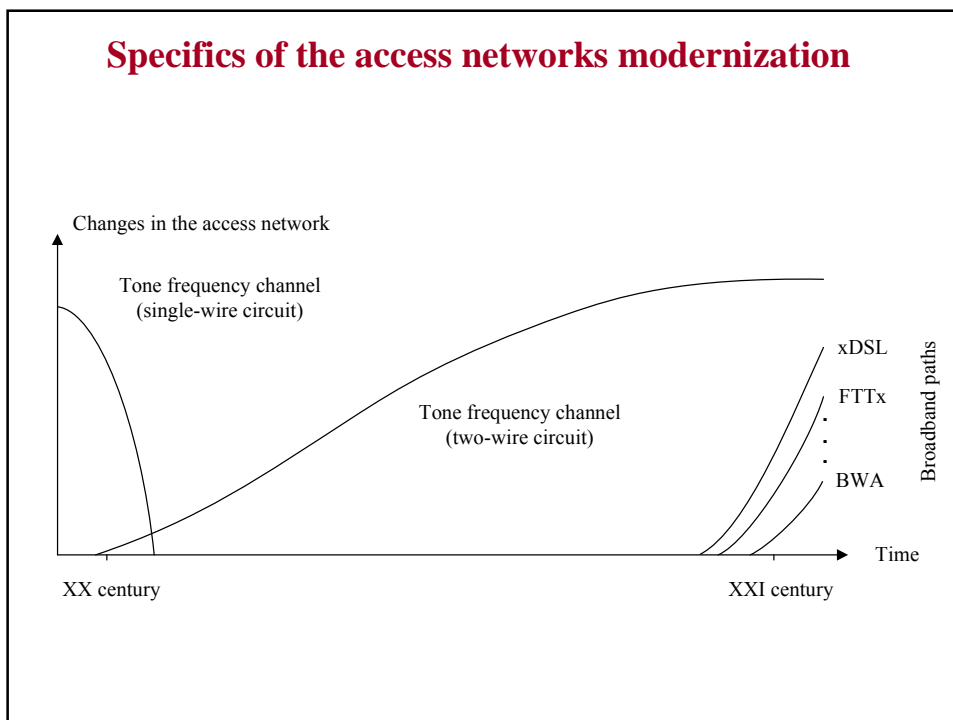 Specifics of the access networks modernization
Changes in the access network
Tone frequency channel
(single-wire circuit)
Tone frequency channel
(two-wire circuit)
xDSL
FTTx
BWA
Broadband paths
Time
XX century
XXI century